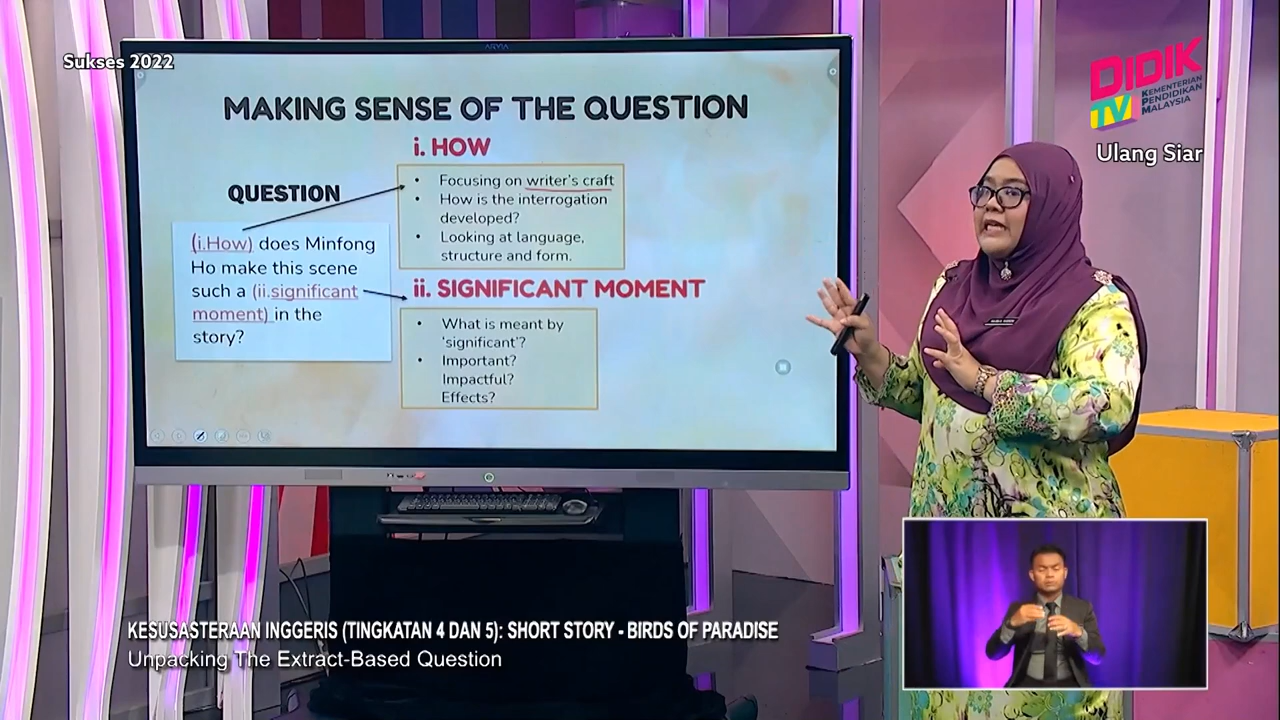 Sukses 2022
MAKING SENSE OF THE QUESTION
QUESTION
(i.How) does Minfong
Ho make this scene
such a (ii.significant
moment) in the
story?
i. HOW
• Focusing on writer's craft
• How is the interrogation
developed?
• Looking at language,
structure and form.
ii. SIGNIFICANT MOMENT
• What is meant by
'significant'?
• Important?
Impactful?
Effects?
DIDIK
TV
KEMENTERIAN
PENDIDIKAN
MALAYSIA
Ulang Siar
KESUSASTERAAN INGGERIS (TINGKATAN 4 DAN 5): SHORT STORY - BIRDS OF PARADISE
Unpacking The Extract-Based Question